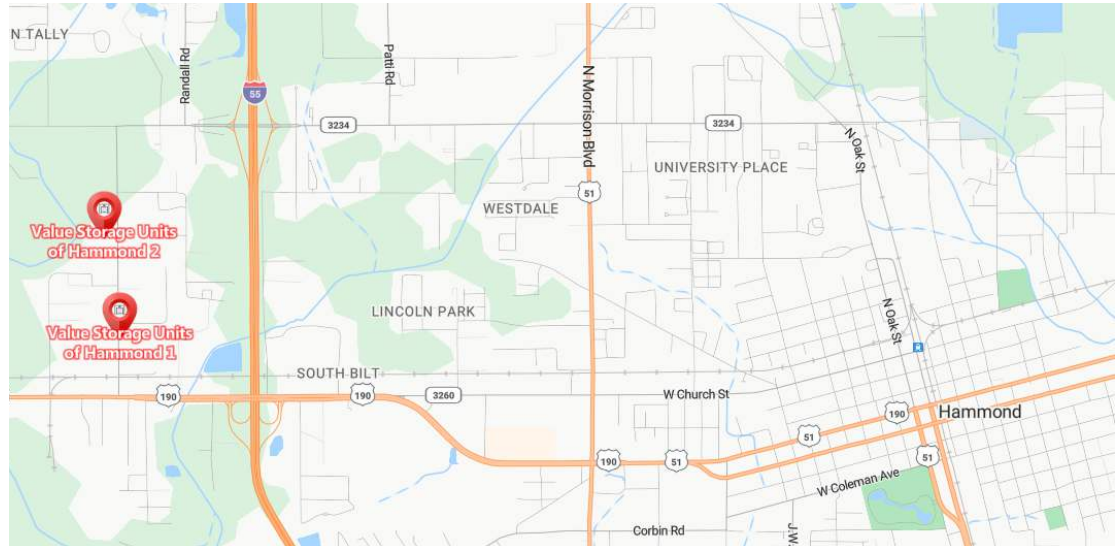 N TALLY
Randall Rd
Patti Rd
55
N Morrison Blvd
3234
3234
N Oak St
UNIVERSITY PLACE
51
WESTDALE
Value Storage Units
of Hammond 2
LINCOLN PARK
N Oak St
Value Storage Units
of Hammond 1
SOUTH BILT
190
190
3260
W Church St
190
Hammond
51
51
190
51
W Coleman Ave
Corbin Rd
J.W.